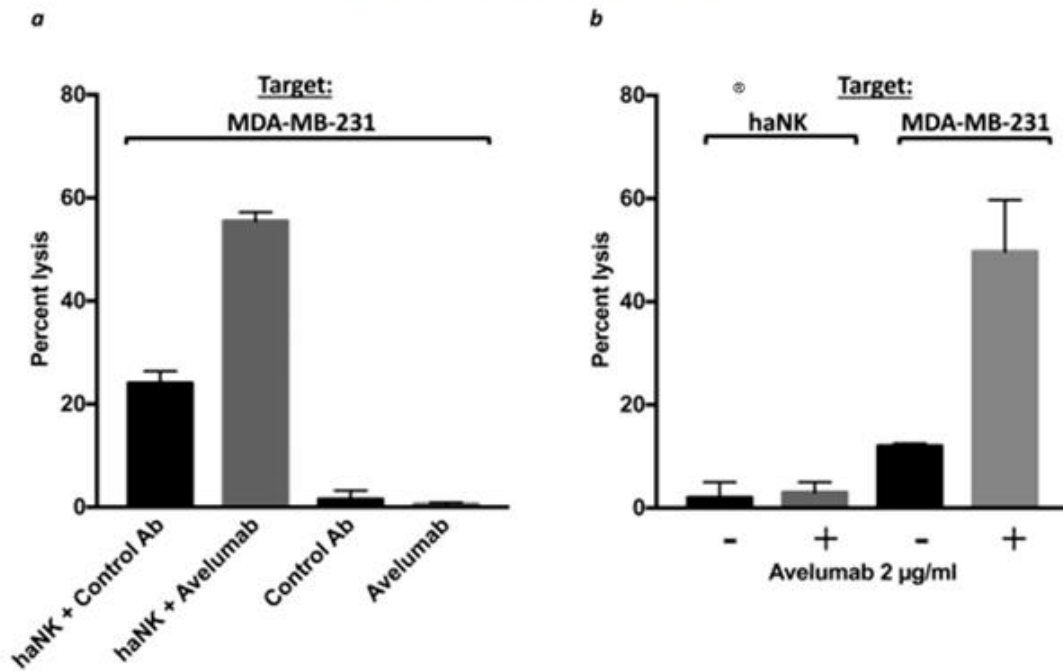 a
Target:
MDA-MB-231
80
60
40
20
0
Percent lysis
haNK + Control Ab
haNK + Avelumab
Control Ab
Avelumab
b
®
Target:
haNK
MDA-MB-231
80
60
40
20
0
Percent lysis
- + - +
Avelumab 2 µg/ml